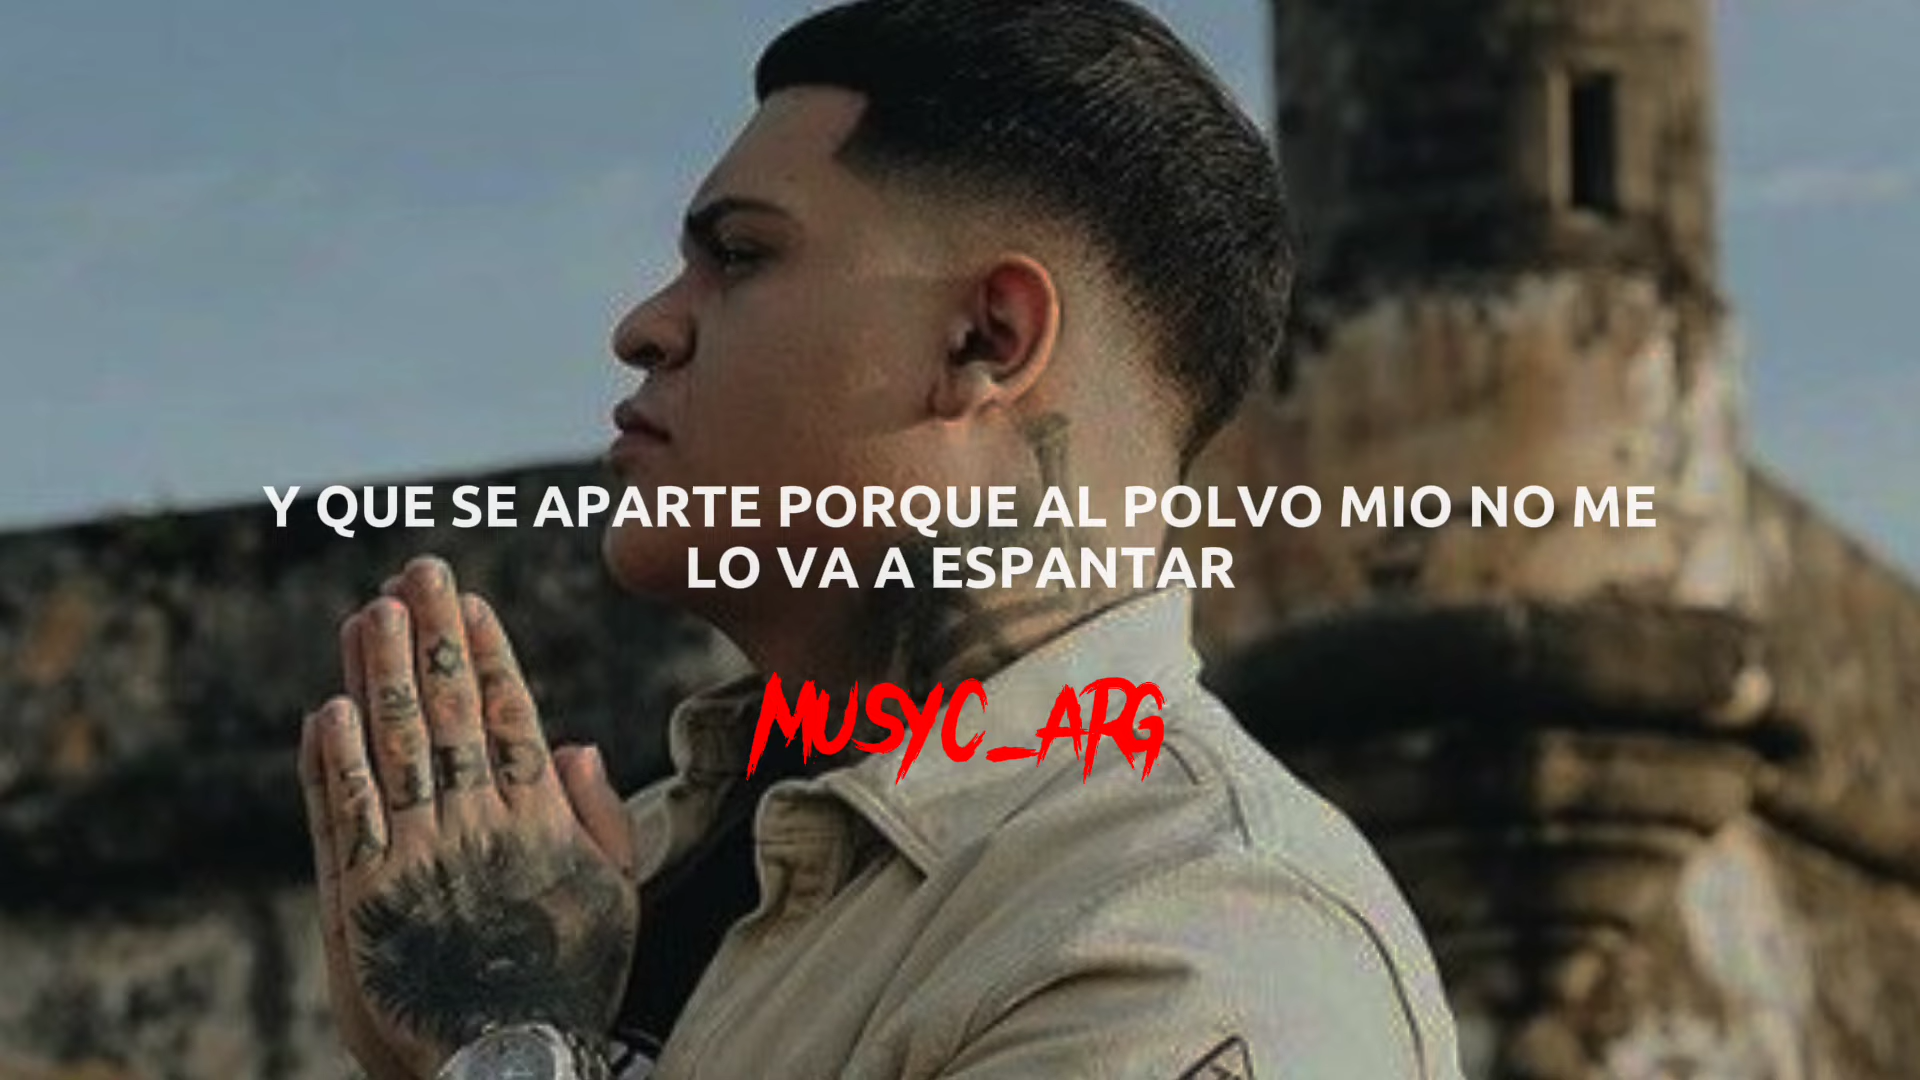 Y QUE SE APARTE PORQUE AL POLVO MIO NO ME
LO VA A ESPANTAR
MUSYC_ARG